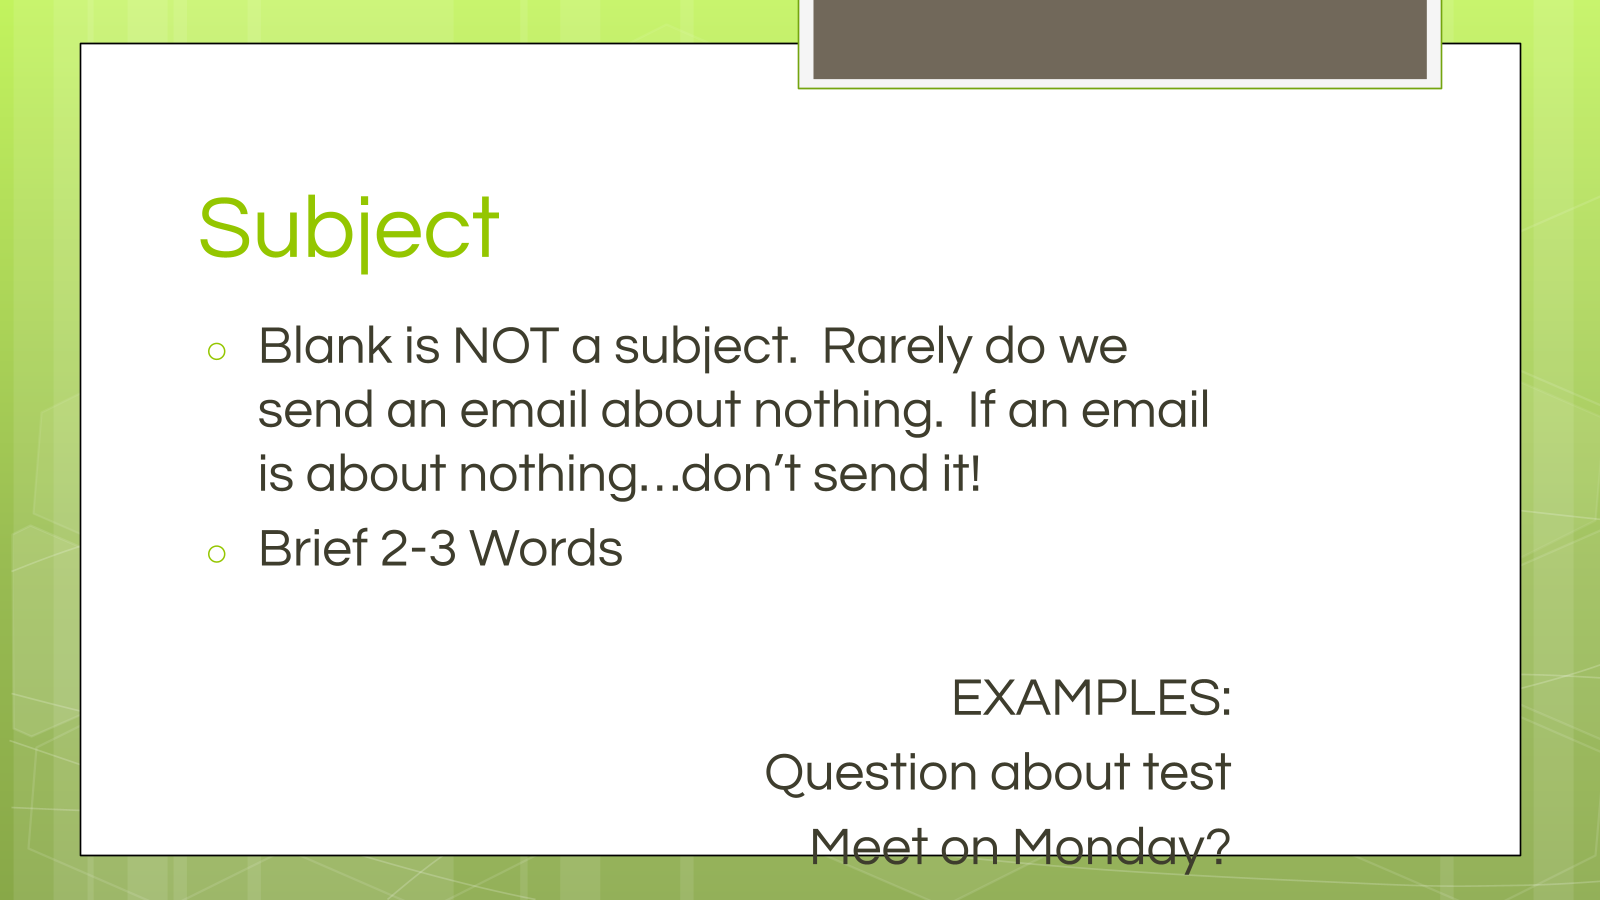 Subject
○ Blank is NOT a subject.  Rarely do we
send an email about nothing.  If an email
is about nothing…don’t send it!
○ Brief 2-3 Words
EXAMPLES:
Question about test
Meet on Monday?